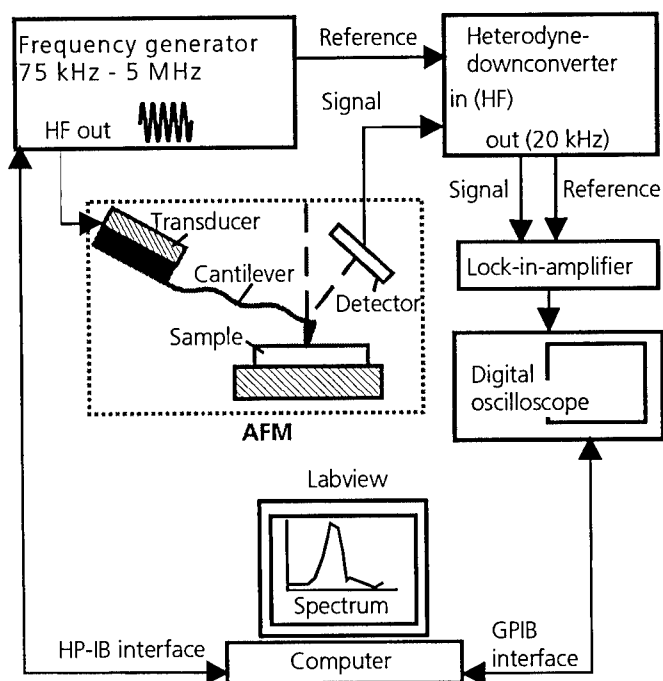 Frequency generator
75 kHz - 5 MHz
HF out
Reference
Signal
Heterodyne-
downconverter
in (HF)
out (20 kHz)
Signal
Reference
Transducer
Cantilever
Detector
Sample
AFM
Lock-in-amplifier
Digital
oscilloscope
Labview
Spectrum
HP-IB interface
Computer
GPIB
interface